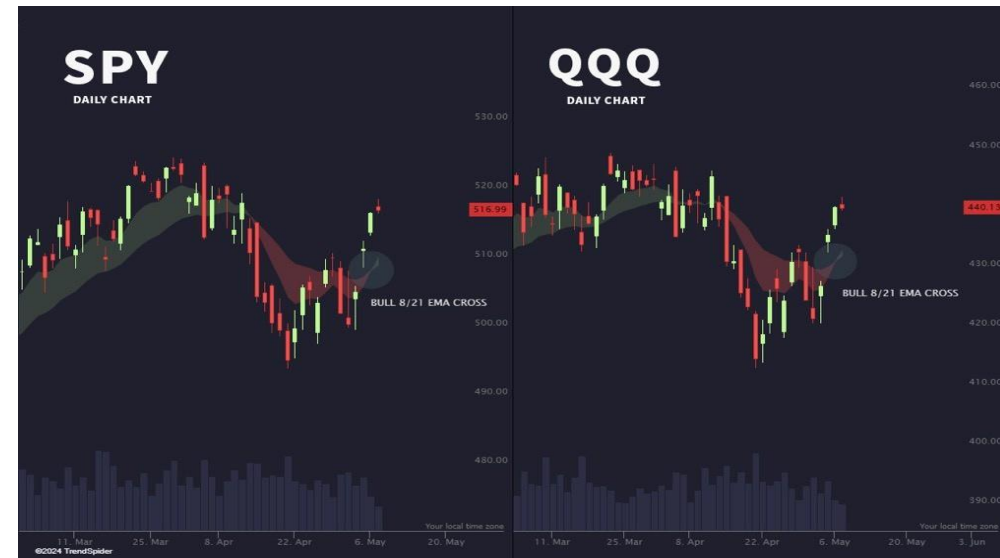 SPY
DAILY CHART
530.00
520.00
516.99
510.00
BULL 8/21 EMA CROSS
500.00
490.00
480.00
Your local time zone
11. Mar 25. Mar 8. Apr 22. Apr 6. May 20. May
©2024 TrendSpider
QQQ
DAILY CHART
460.00
450.00
440.13
430.00
BULL 8/21 EMA CROSS
420.00
410.00
400.00
390.00
Your local time zone
11. Mar 25. Mar 8. Apr 22. Apr 6. May 20. May 3. Jun